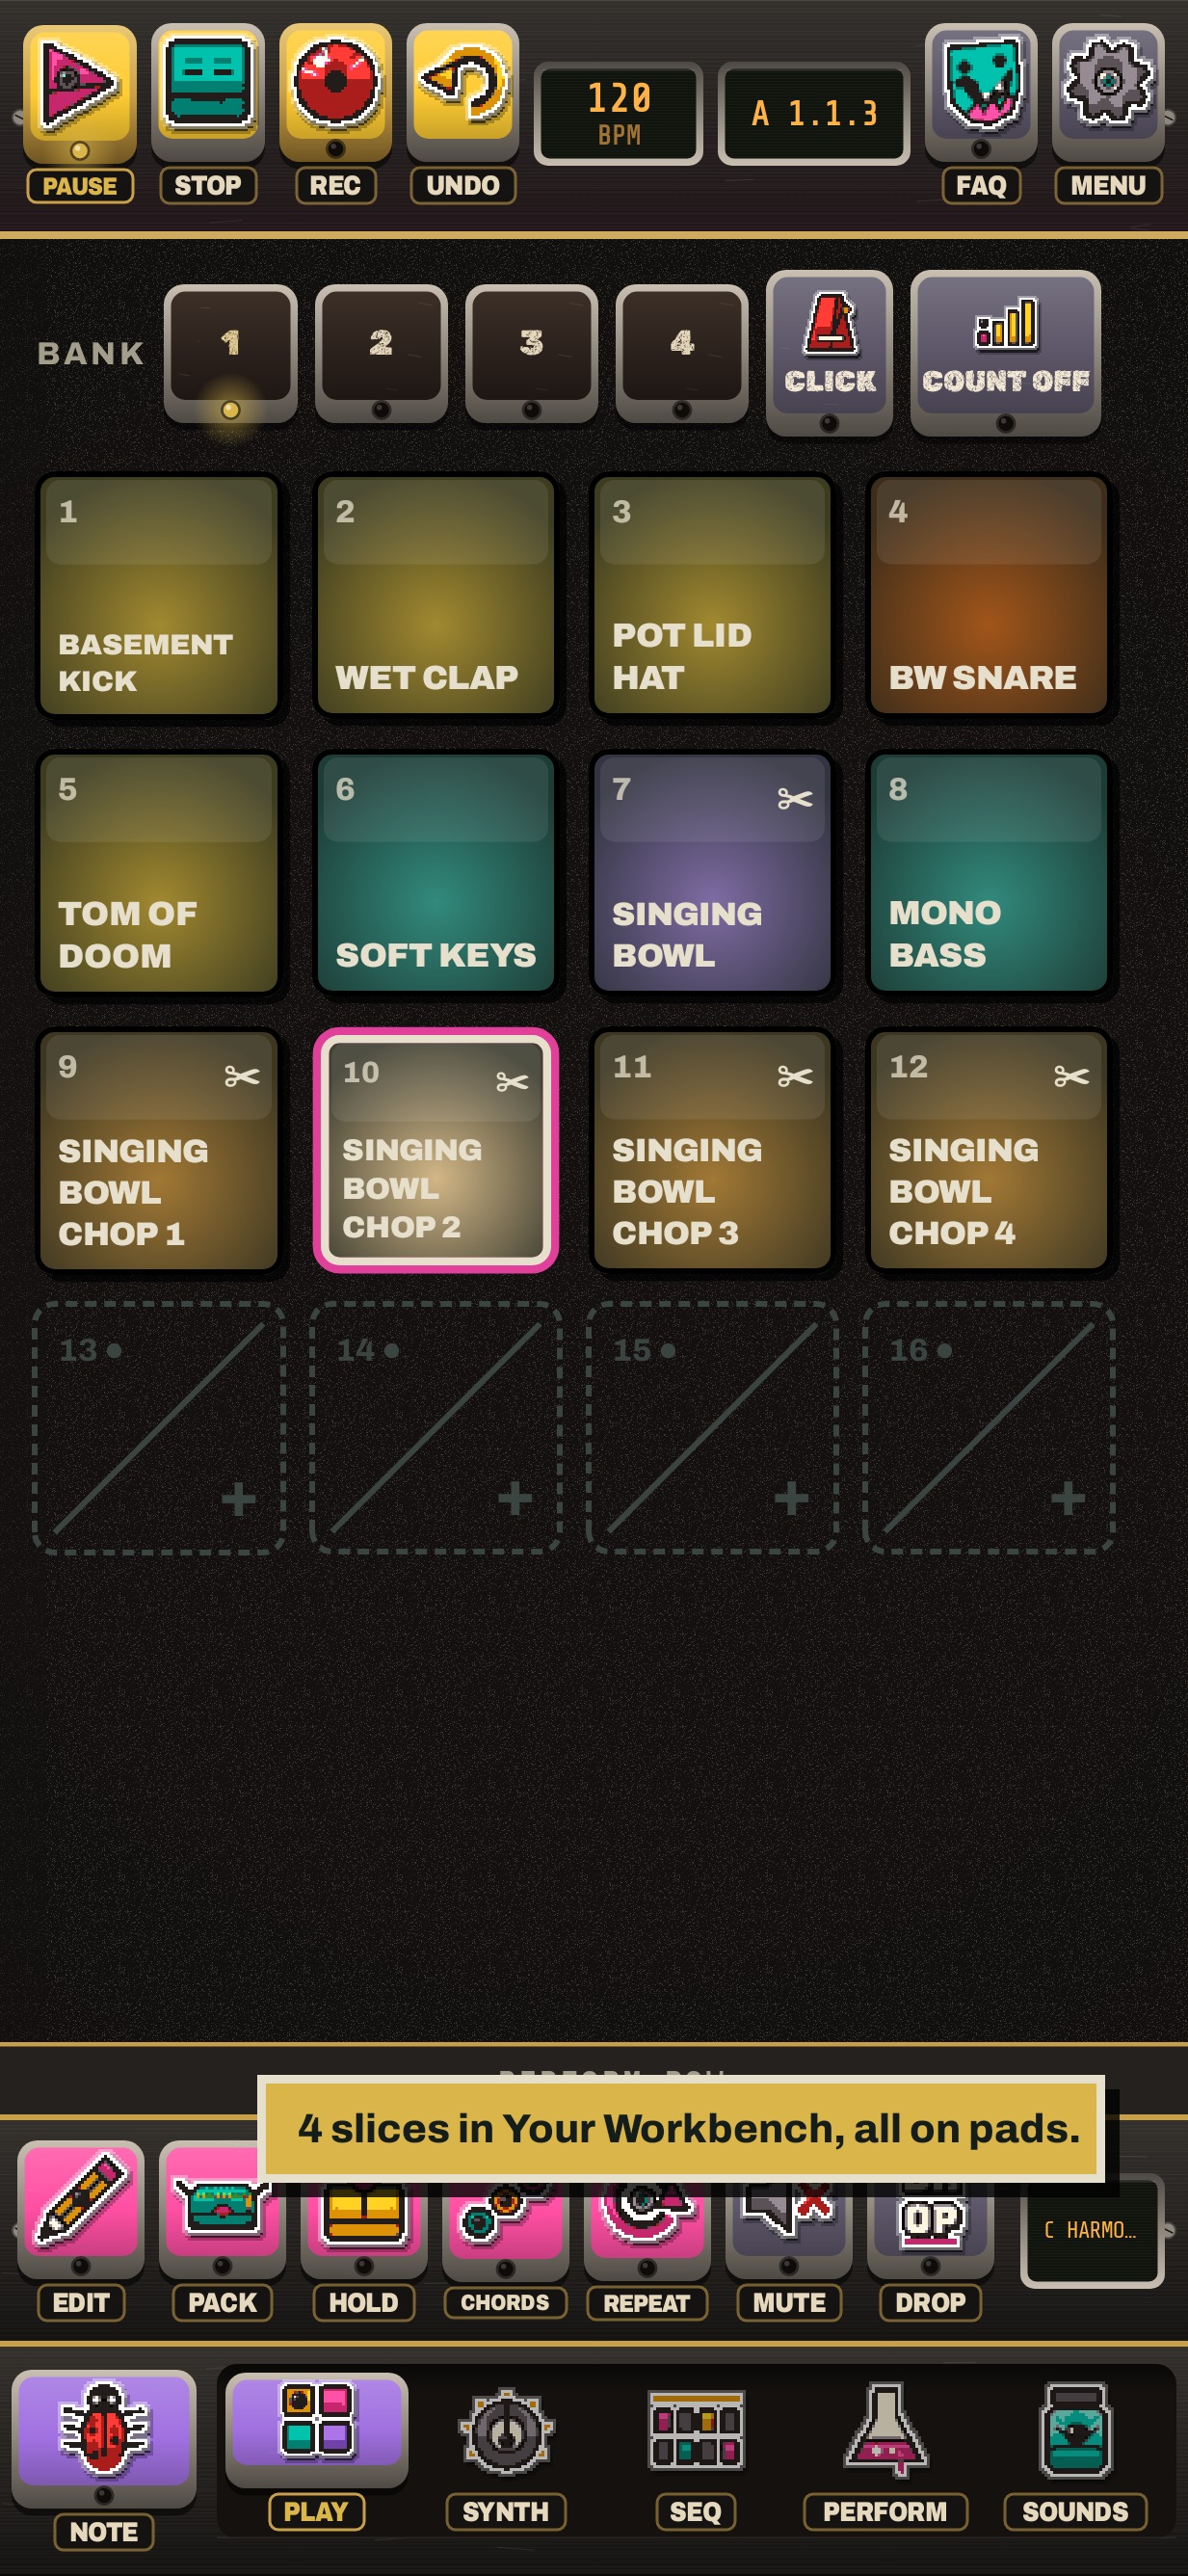 PAUSE STOP REC UNDO 120 BPM A 1.1.3 FAQ MENU
BANK 1 2 3 4 CLICK COUNT OFF
1 2 3 4
BASEMENT KICK
WET CLAP
POT LID HAT
BW SNARE
5 6 7 8
TOM OF DOOM
SOFT KEYS
SINGING BOWL
MONO BASS
9 10 11 12
SINGING BOWL CHOP 1
SINGING BOWL CHOP 2
SINGING BOWL CHOP 3
SINGING BOWL CHOP 4
13 14 15 16
4 slices in Your Workbench, all on pads.
OP
C HARMO…
EDIT PACK HOLD CHORDS REPEAT MUTE DROP
NOTE PLAY SYNTH SEQ PERFORM SOUNDS